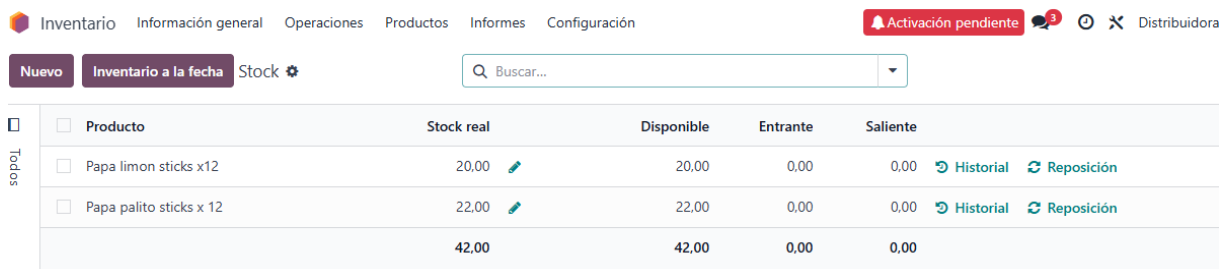 Inventario Información general Operaciones Productos Informes Configuración Activación pendiente 3 Distribuidora
Nuevo Inventario a la fecha Stock Buscar...
Todos
Producto Stock real Disponible Entrante Saliente
Papa limon sticks x12 20,00 20,00 0,00 0,00 Historial Reposición
Papa palito sticks x 12 22,00 22,00 0,00 0,00 Historial Reposición
42,00 42,00 0,00 0,00